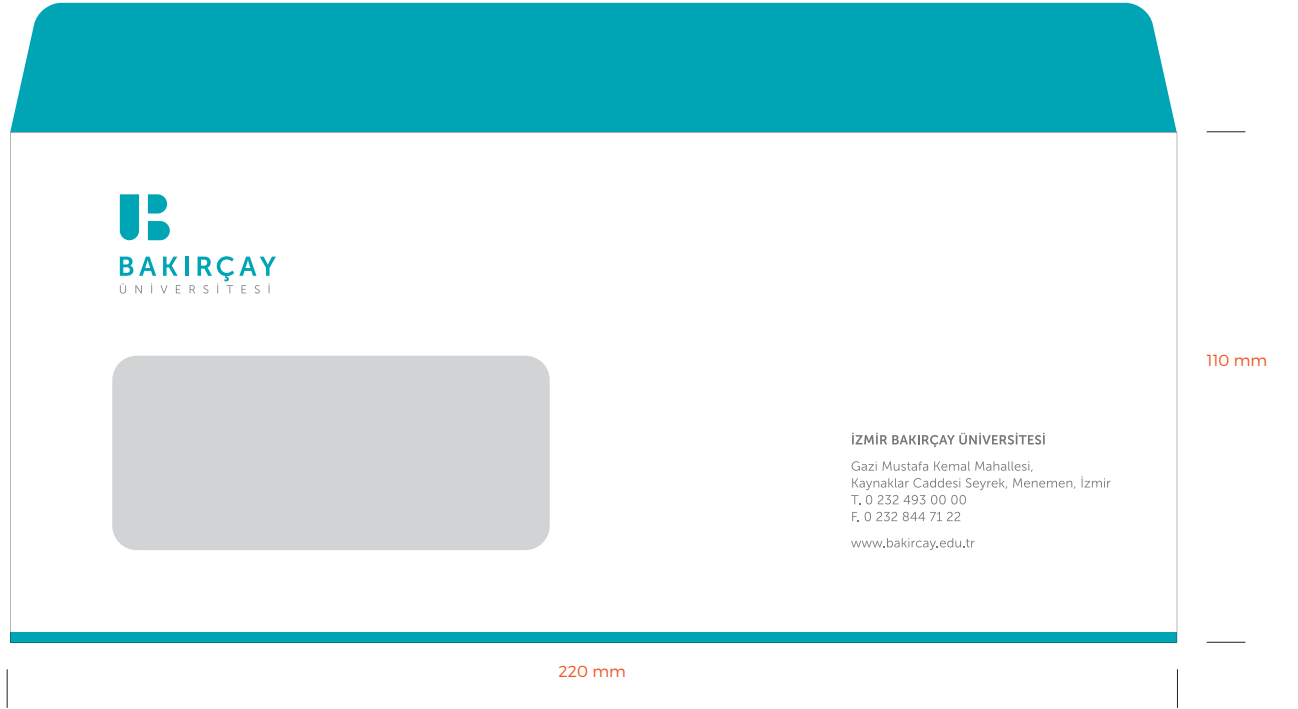 BAKIRÇAY
ÜNİVERSİTESİ
110 mm
İZMİR BAKIRÇAY ÜNİVERSİTESİ
Gazi Mustafa Kemal Mahallesi,
Kaynaklar Caddesi Seyrek, Menemen, İzmir
T. 0 232 493 00 00
F. 0 232 844 71 22
www.bakircay.edu.tr
220 mm